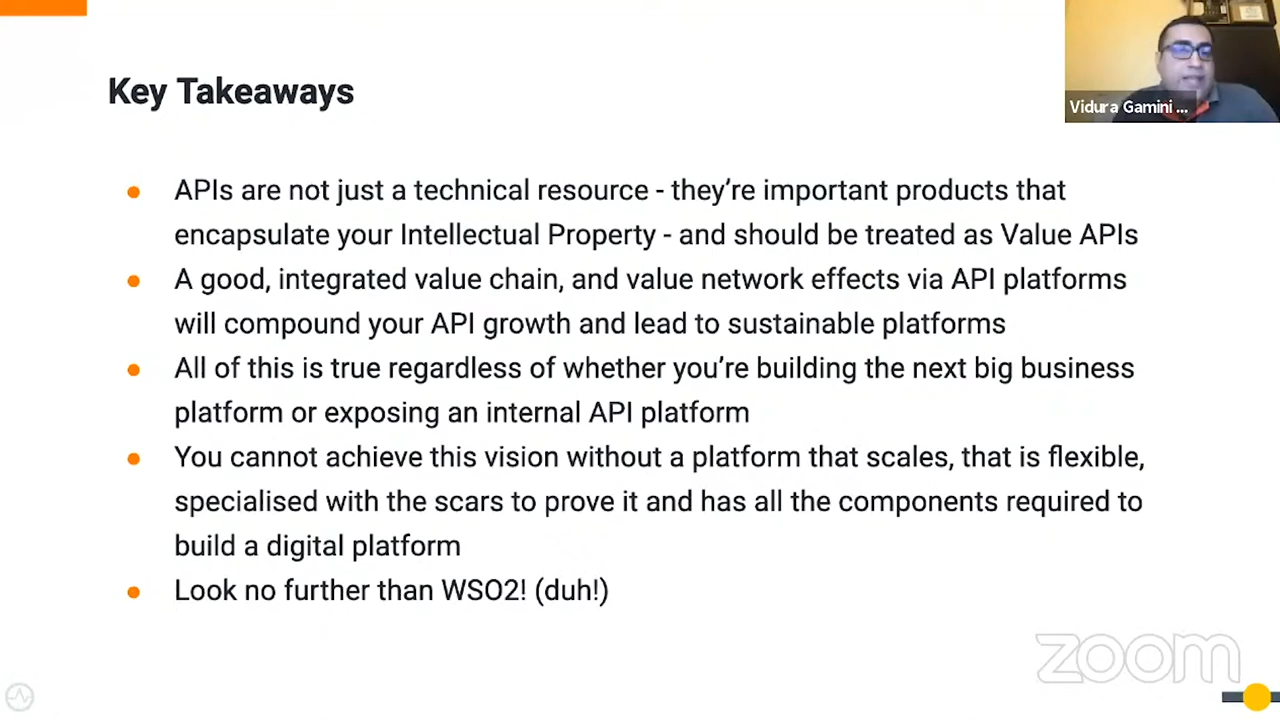 Key Takeaways
Vidura Gamini ...
APIs are not just a technical resource - they’re important products that
encapsulate your Intellectual Property - and should be treated as Value APIs
A good, integrated value chain, and value network effects via API platforms
will compound your API growth and lead to sustainable platforms
All of this is true regardless of whether you’re building the next big business
platform or exposing an internal API platform
You cannot achieve this vision without a platform that scales, that is flexible,
specialised with the scars to prove it and has all the components required to
build a digital platform
Look no further than WSO2! (duh!)
zoom